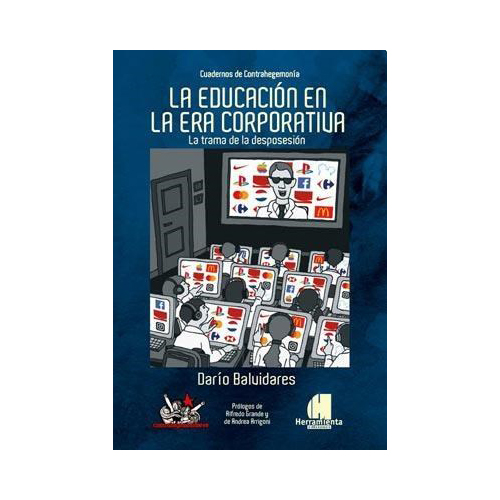 Cuadernos de Contrahegemonía
LA EDUCACIÓN EN
LA ERA CORPORATIVA
La trama de la desposesión
Darío Balvidares
Prólogos de
Alfredo Grande y
de Andrea Arrigoni
Herramienta